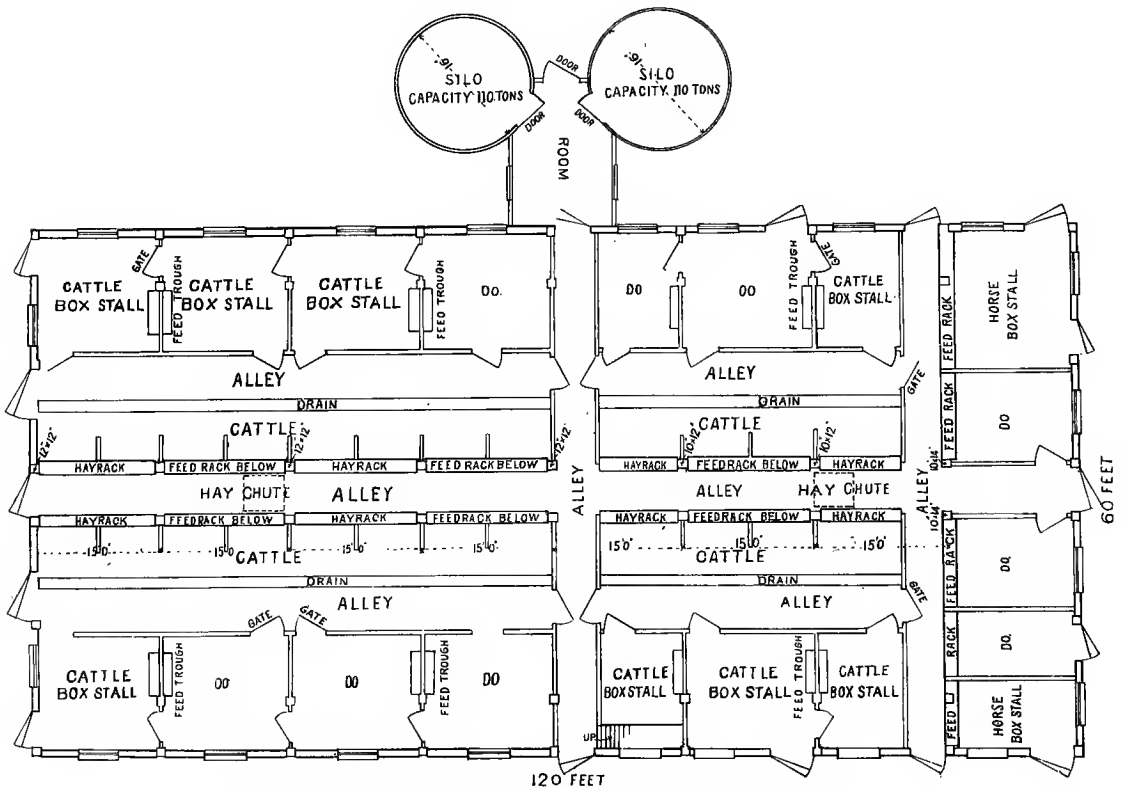 DOOR
16'
SILO
CAPACITY 110 TONS
16'
SILO
CAPACITY 110 TONS
DOOR
DOOR
ROOM
GATE
CATTLE
BOX STALL
FEED TROUGH
CATTLE
BOX STALL
CATTLE
BOX STALL
FEED TROUGH
DO.
DO
DO
FEED TROUGH
GATE
CATTLE
BOX STALL
FEED RACK
HORSE
BOX STALL
ALLEY
ALLEY
GATE
DRAIN
DRAIN
FEED RACK
DO
CATTLE
CATTLE
12"×12"
12"×12"
12"×12"
10"×12"
10"×12"
HAYRACK
FEED RACK BELOW
HAYRACK
FEED RACK BELOW
HAYRACK
FEEDRACK BELOW
HAYRACK
10"×14"
HAY CHUTE
ALLEY
ALLEY
ALLEY
HAY CHUTE
ALLEY
10"×14"
60 FEET
HAYRACK
FEEDRACK BELOW
HAYRACK
FEEDRACK BELOW
HAYRACK
FEEDRACK BELOW
HAYRACK
15'0"
15'0"
15'0"
15'0"
15'0"
15'0"
15'0"
CATTLE
CATTLE
FEED RACK
DO.
DRAIN
DRAIN
ALLEY
ALLEY
GATE
GATE
GATE
CATTLE
BOX STALL
FEED TROUGH
DO
DO
FEED TROUGH
DO
CATTLE
BOX STALL
CATTLE
BOX STALL
FEED TROUGH
CATTLE
BOX STALL
RACK
DO.
FEED
HORSE
BOX STALL
UP
120 FEET